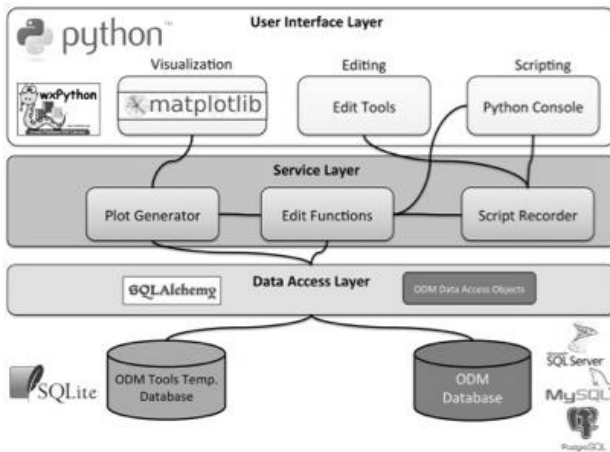 User Interface Layer
python™
Visualization
Editing
Scripting
wxPython
matplotlib
Edit Tools
Python Console
Service Layer
Plot Generator
Edit Functions
Script Recorder
SQLAlchemy
Data Access Layer
ODM Data Access Objects
SQLite
ODM Tools Temp.
Database
ODM
Database
SQL Server
MySQL
PostgreSQL